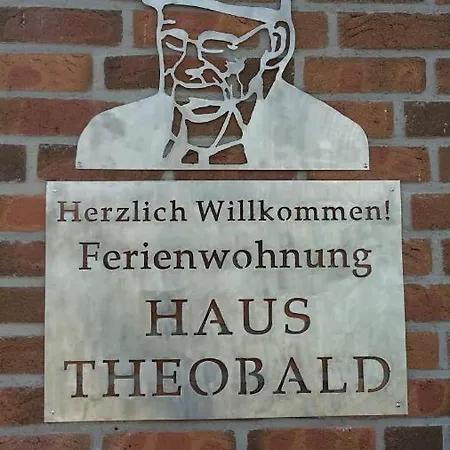 Herzlich Willkommen!
Ferienwohnung
HAUS
THEOBALD